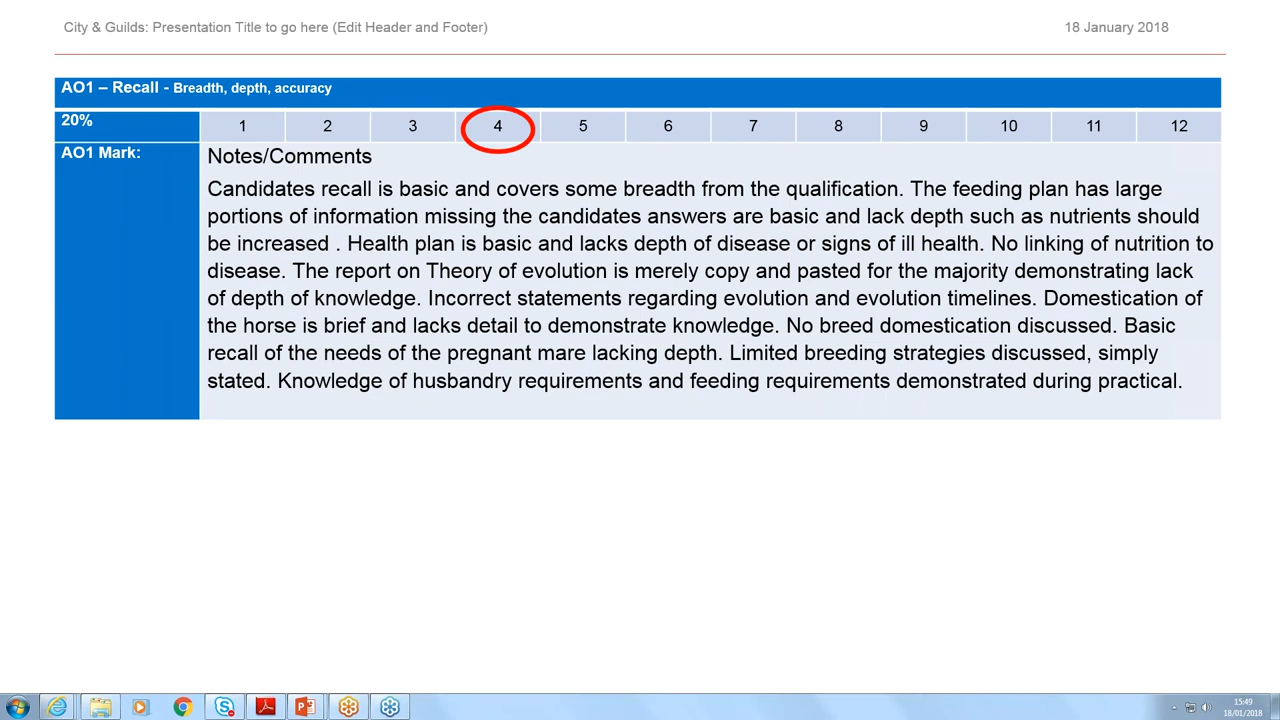 City & Guilds: Presentation Title to go here (Edit Header and Footer) 18 January 2018
AO1 – Recall - Breadth, depth, accuracy
20% 1 2 3 4 5 6 7 8 9 10 11 12
AO1 Mark: Notes/Comments
Candidates recall is basic and covers some breadth from the qualification. The feeding plan has large
portions of information missing the candidates answers are basic and lack depth such as nutrients should
be increased . Health plan is basic and lacks depth of disease or signs of ill health. No linking of nutrition to
disease. The report on Theory of evolution is merely copy and pasted for the majority demonstrating lack
of depth of knowledge. Incorrect statements regarding evolution and evolution timelines. Domestication of
the horse is brief and lacks detail to demonstrate knowledge. No breed domestication discussed. Basic
recall of the needs of the pregnant mare lacking depth. Limited breeding strategies discussed, simply
stated. Knowledge of husbandry requirements and feeding requirements demonstrated during practical.
15:49
18/01/2018